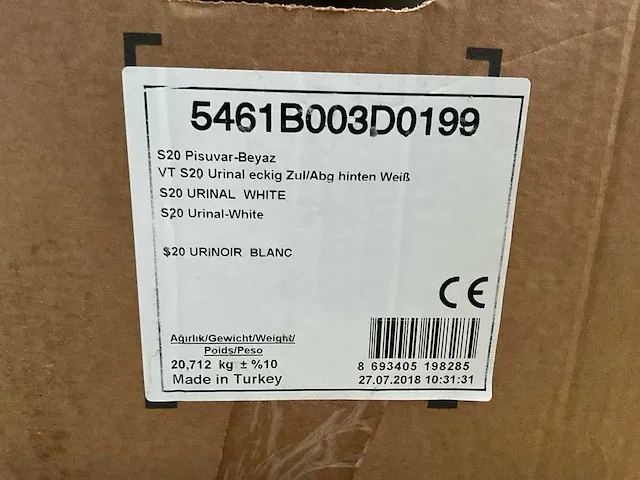 5461B003D0199
S20 Pisuvar-Beyaz
VT S20 Urinal eckig Zul/Abg hinten Weiß
S20 URINAL WHITE
S20 Urinal-White
S20 URINOIR BLANC
CE
Ağırlık/Gewicht/Weight/
Poids/Peso
20,712 kg ± %10
Made in Turkey
8 693405 198285
27.07.2018 10:31:31